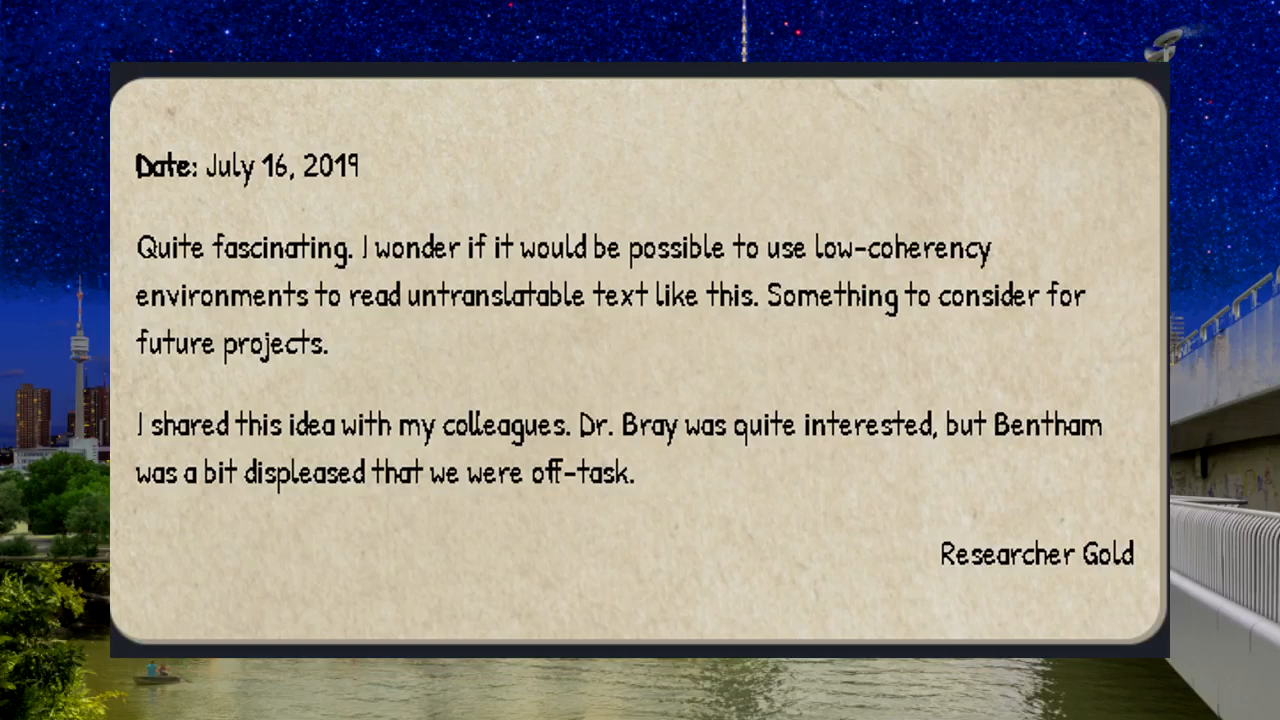 Date: July 16, 2019
Quite fascinating. I wonder if it would be possible to use low-coherency
environments to read untranslatable text like this. Something to consider for
future projects.
I shared this idea with my colleagues. Dr. Bray was quite interested, but Bentham
was a bit displeased that we were off-task.
Researcher Gold